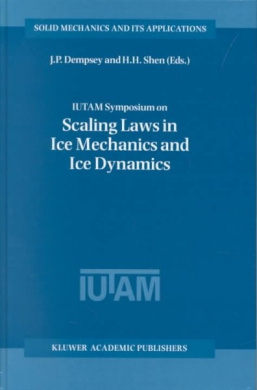 SOLID MECHANICS AND ITS APPLICATIONS
J.P. Dempsey and H.H. Shen (Eds.)
IUTAM Symposium on
Scaling Laws in
Ice Mechanics and
Ice Dynamics
IUTAM
KLUWER ACADEMIC PUBLISHERS